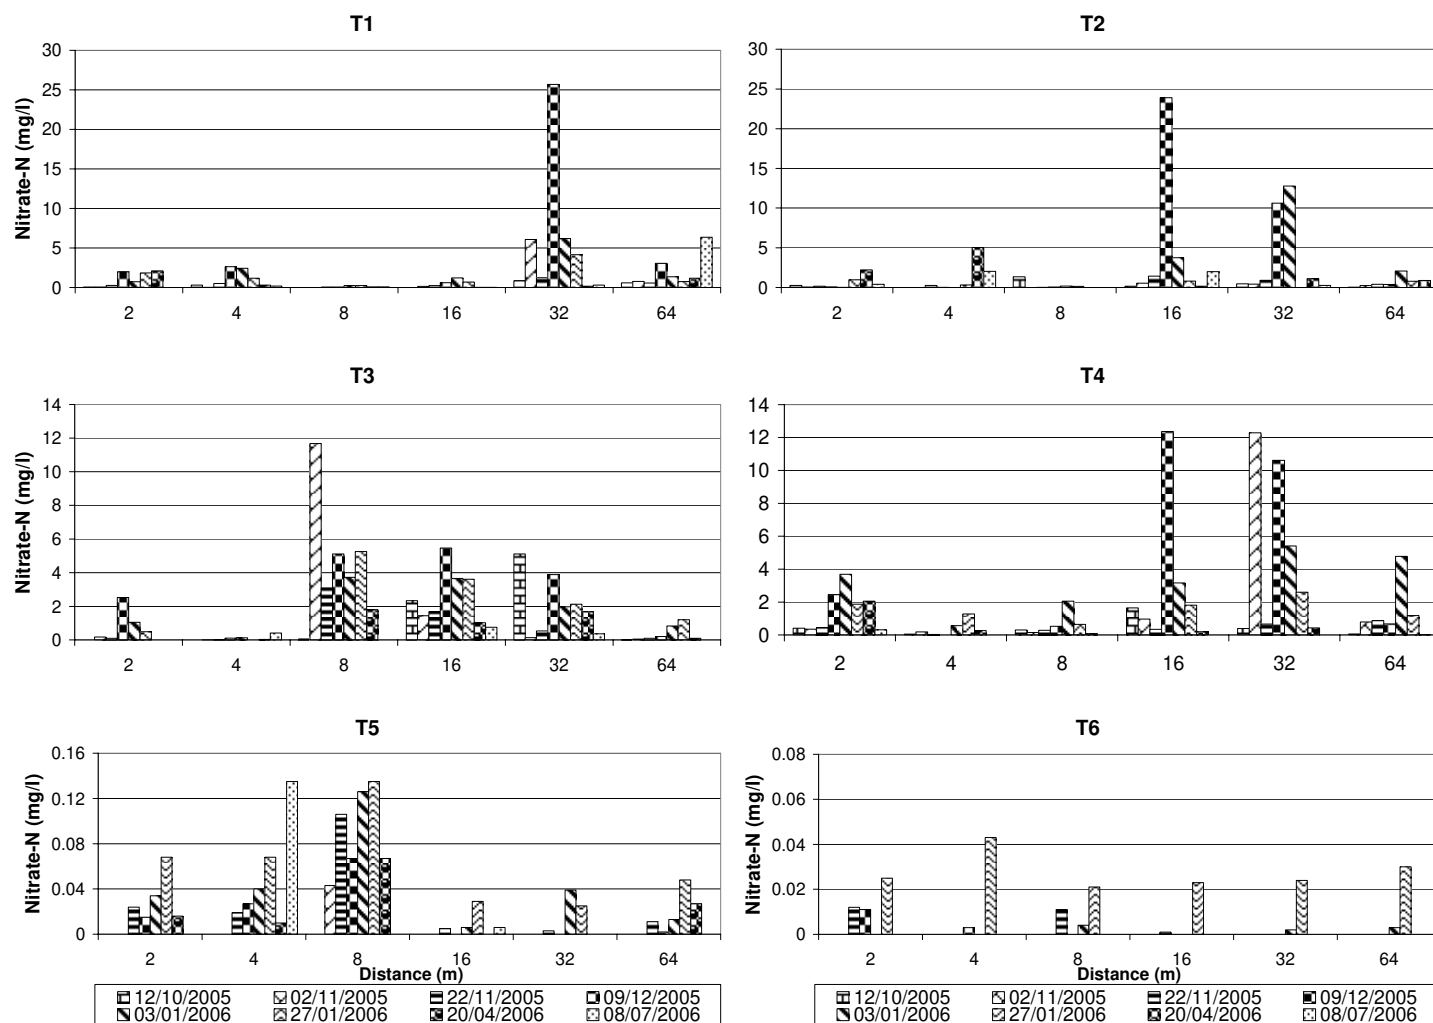 T1
30
25
20
15
10
5
0
Nitrate-N (mg/l)
2 4 8 16 32 64
T2
30
25
20
15
10
5
0
2 4 8 16 32 64
T3
14
12
10
8
6
4
2
0
Nitrate-N (mg/l)
2 4 8 16 32 64
T4
14
12
10
8
6
4
2
0
2 4 8 16 32 64
T5
0.16
0.12
0.08
0.04
0
Nitrate-N (mg/l)
2 4 8 16 32 64
Distance (m)
12/10/2005 02/11/2005 22/11/2005 09/12/2005
03/01/2006 27/01/2006 20/04/2006 08/07/2006
T6
0.08
0.06
0.04
0.02
0
Nitrate-N (mg/l)
2 4 8 16 32 64
Distance (m)
12/10/2005 02/11/2005 22/11/2005 09/12/2005
03/01/2006 27/01/2006 20/04/2006 08/07/2006